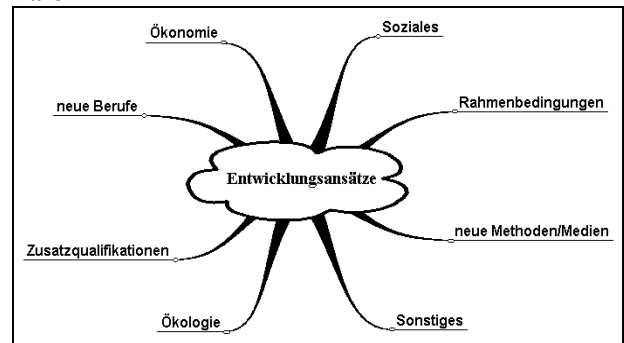 Ökonomie
Soziales
neue Berufe
Rahmenbedingungen
Entwicklungsansätze
Zusatzqualifikationen
neue Methoden/Medien
Ökologie
Sonstiges